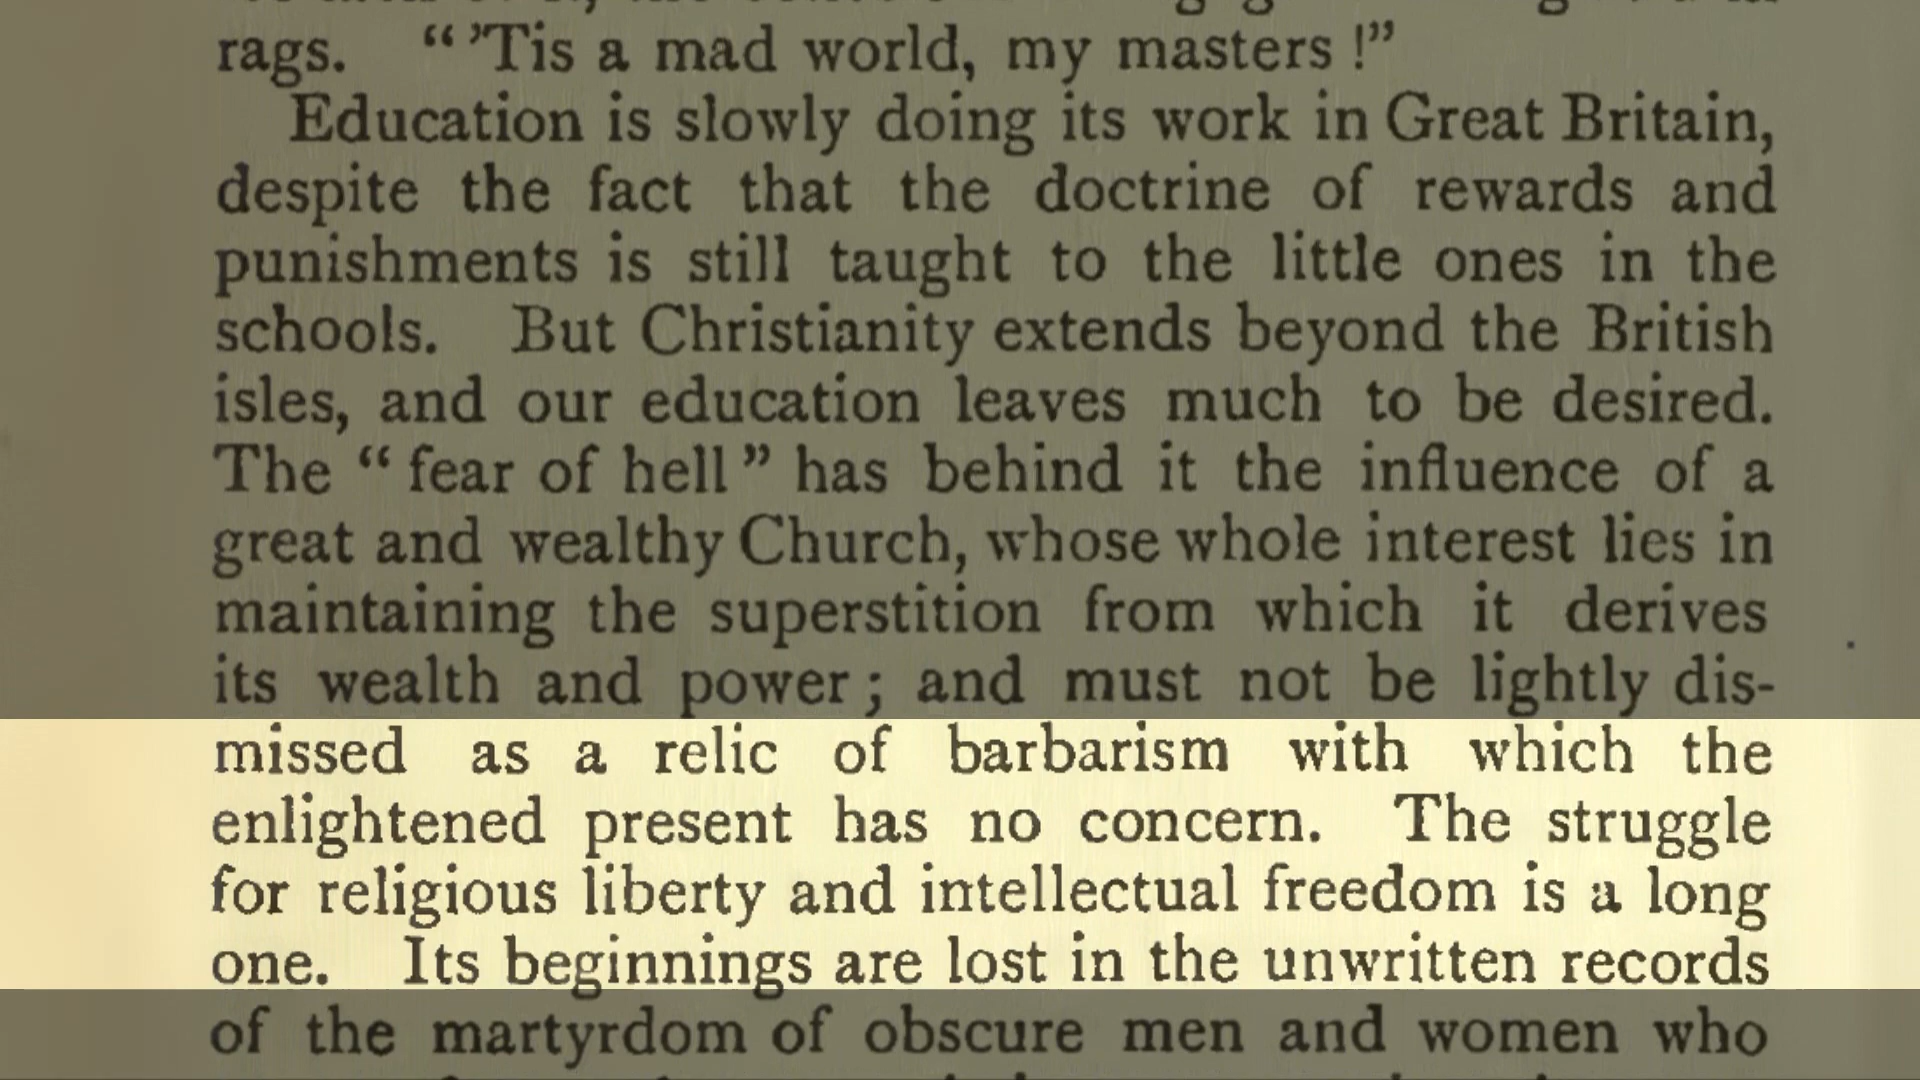 rags. “ ’Tis a mad world, my masters !”
Education is slowly doing its work in Great Britain,
despite the fact that the doctrine of rewards and
punishments is still taught to the little ones in the
schools. But Christianity extends beyond the British
isles, and our education leaves much to be desired.
The “ fear of hell ” has behind it the influence of a
great and wealthy Church, whose whole interest lies in
maintaining the superstition from which it derives
its wealth and power ; and must not be lightly dis-
missed as a relic of barbarism with which the
enlightened present has no concern. The struggle
for religious liberty and intellectual freedom is a long
one. Its beginnings are lost in the unwritten records
of the martyrdom of obscure men and women who